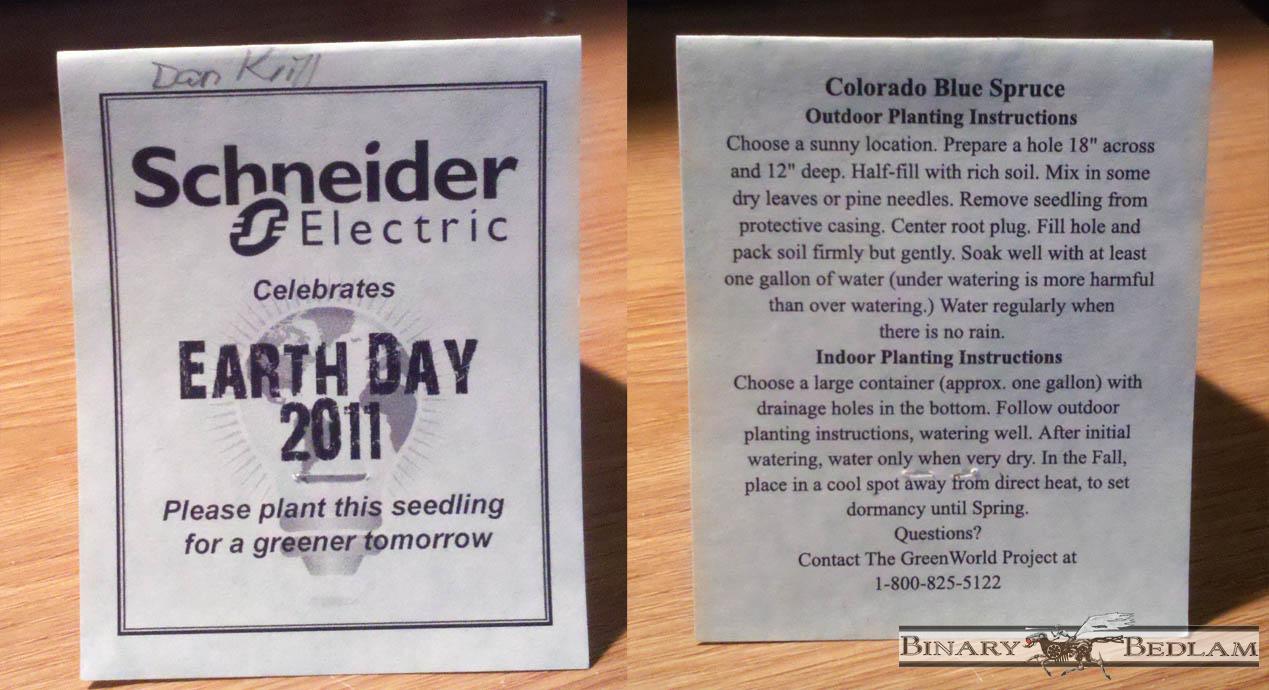 Dan Krill
Schneider
Electric
Celebrates
EARTH DAY
2011
Please plant this seedling
for a greener tomorrow
Colorado Blue Spruce
Outdoor Planting Instructions
Choose a sunny location. Prepare a hole 18" across
and 12" deep. Half-fill with rich soil. Mix in some
dry leaves or pine needles. Remove seedling from
protective casing. Center root plug. Fill hole and
pack soil firmly but gently. Soak well with at least
one gallon of water (under watering is more harmful
than over watering.) Water regularly when
there is no rain.
Indoor Planting Instructions
Choose a large container (approx. one gallon) with
drainage holes in the bottom. Follow outdoor
planting instructions, watering well. After initial
watering, water only when very dry. In the Fall,
place in a cool spot away from direct heat, to set
dormancy until Spring.
Questions?
Contact The GreenWorld Project at
1-800-825-5122
BINARY BEDLAM